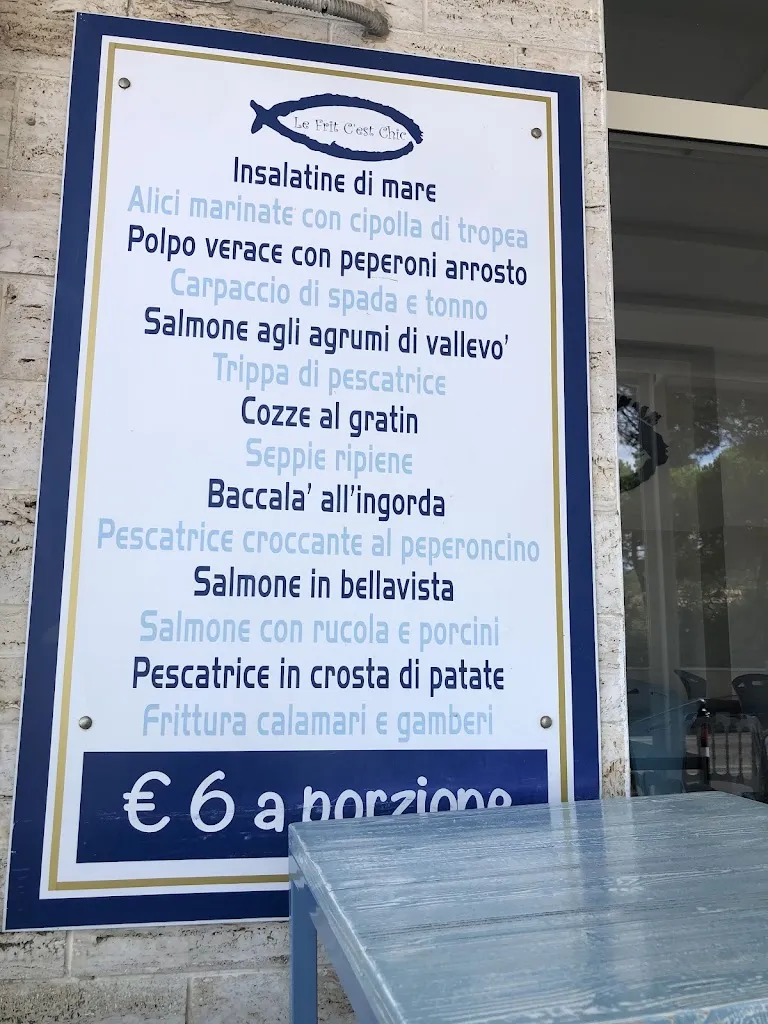 Le Frit C'est Chic
Insalatine di mare
Alici marinate con cipolla di tropea
Polpo verace con peperoni arrosto
Carpaccio di spada e tonno
Salmone agli agrumi di vallevo'
Trippa di pescatrice
Cozze al gratin
Seppie ripiene
Baccala' all'ingorda
Pescatrice croccante al peperoncino
Salmone in bellavista
Salmone con rucola e porcini
Pescatrice in crosta di patate
Frittura calamari e gamberi
€ 6 a porzione